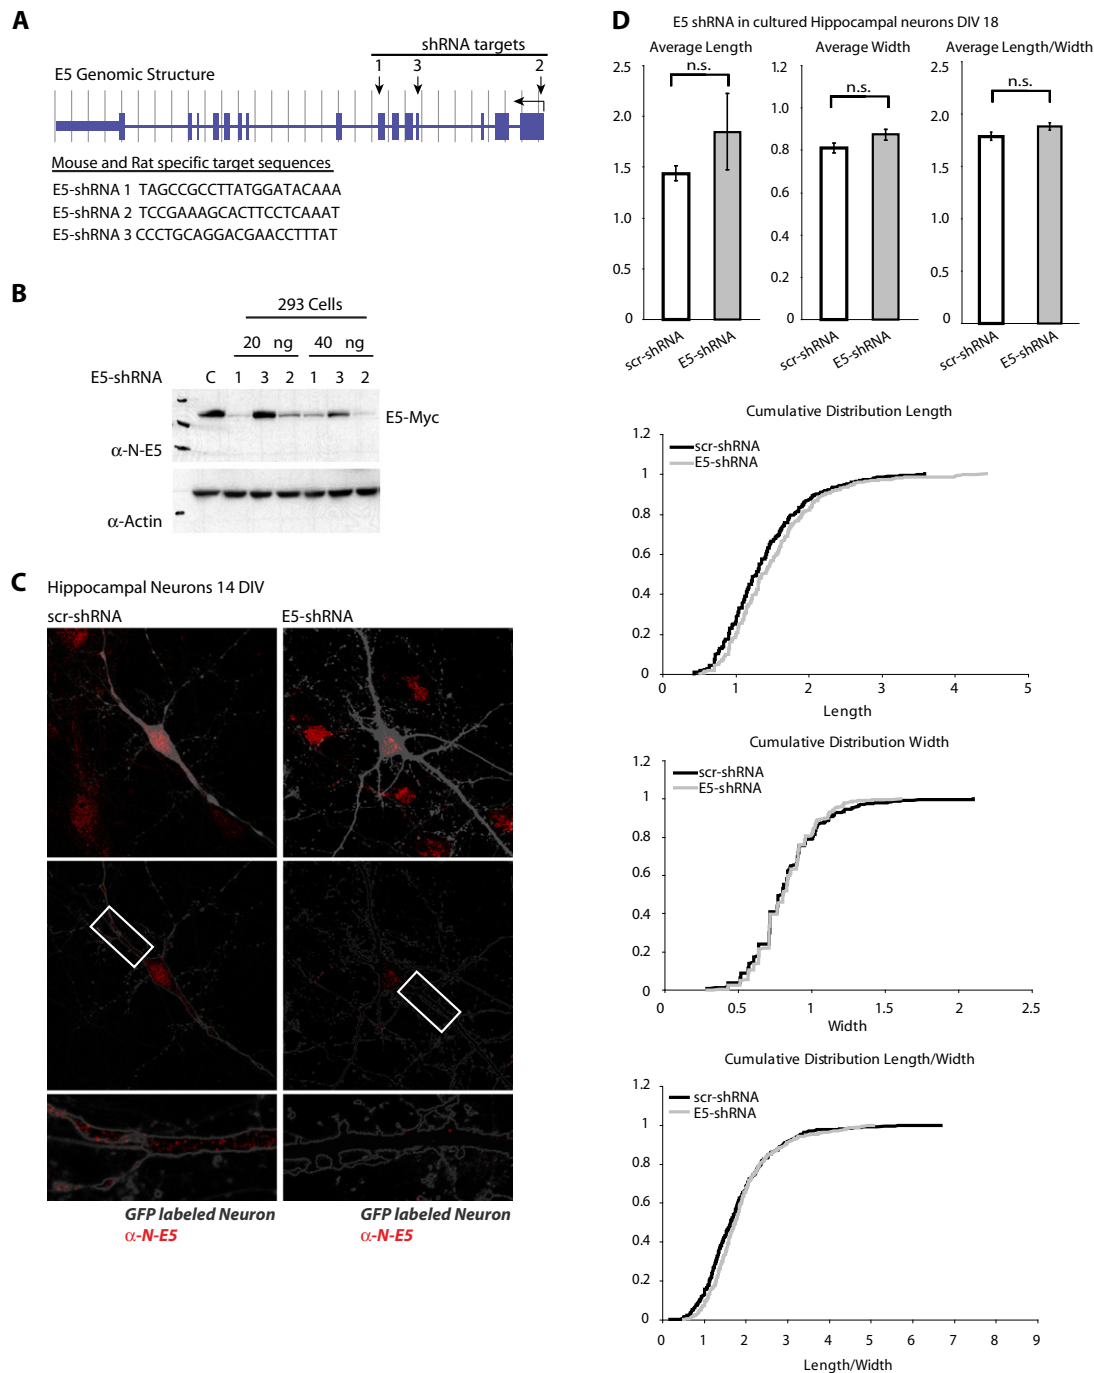 A
shRNA targets
E5 Genomic Structure
1 3 2
Mouse and Rat specific target sequences
E5-shRNA 1 TAGCCGCCTTATGGATACAAA
E5-shRNA 2 TCCGAAAGCACTTCCTCAAAT
E5-shRNA 3 CCCTGCAGGACGAACCTTTAT
B
293 Cells
20 ng 40 ng
E5-shRNA C 1 3 2 1 3 2
E5-Myc
α-N-E5
α-Actin
C
Hippocampal Neurons 14 DIV
scr-shRNA E5-shRNA
GFP labeled Neuron GFP labeled Neuron
α-N-E5 α-N-E5
D
E5 shRNA in cultured Hippocampal neurons DIV 18
Average Length
n.s.
2.5
2.0
1.5
1.0
0.5
0
scr-shRNA E5-shRNA
Average Width
n.s.
1.2
1.0
0.8
0.6
0.4
0.2
0
scr-shRNA E5-shRNA
Average Length/Width
n.s.
2.5
2.0
1.5
1.0
0.5
0
scr-shRNA E5-shRNA
Cumulative Distribution Length
scr-shRNA
E5-shRNA
1.2
1
0.8
0.6
0.4
0.2
0
0 1 2 3 4 5
Length
Cumulative Distribution Width
scr-shRNA
E5-shRNA
1.2
1
0.8
0.6
0.4
0.2
0
0 0.5 1 1.5 2 2.5
Width
Cumulative Distribution Length/Width
scr-shRNA
E5-shRNA
1.2
1
0.8
0.6
0.4
0.2
0
0 1 2 3 4 5 6 7 8 9
Length/Width